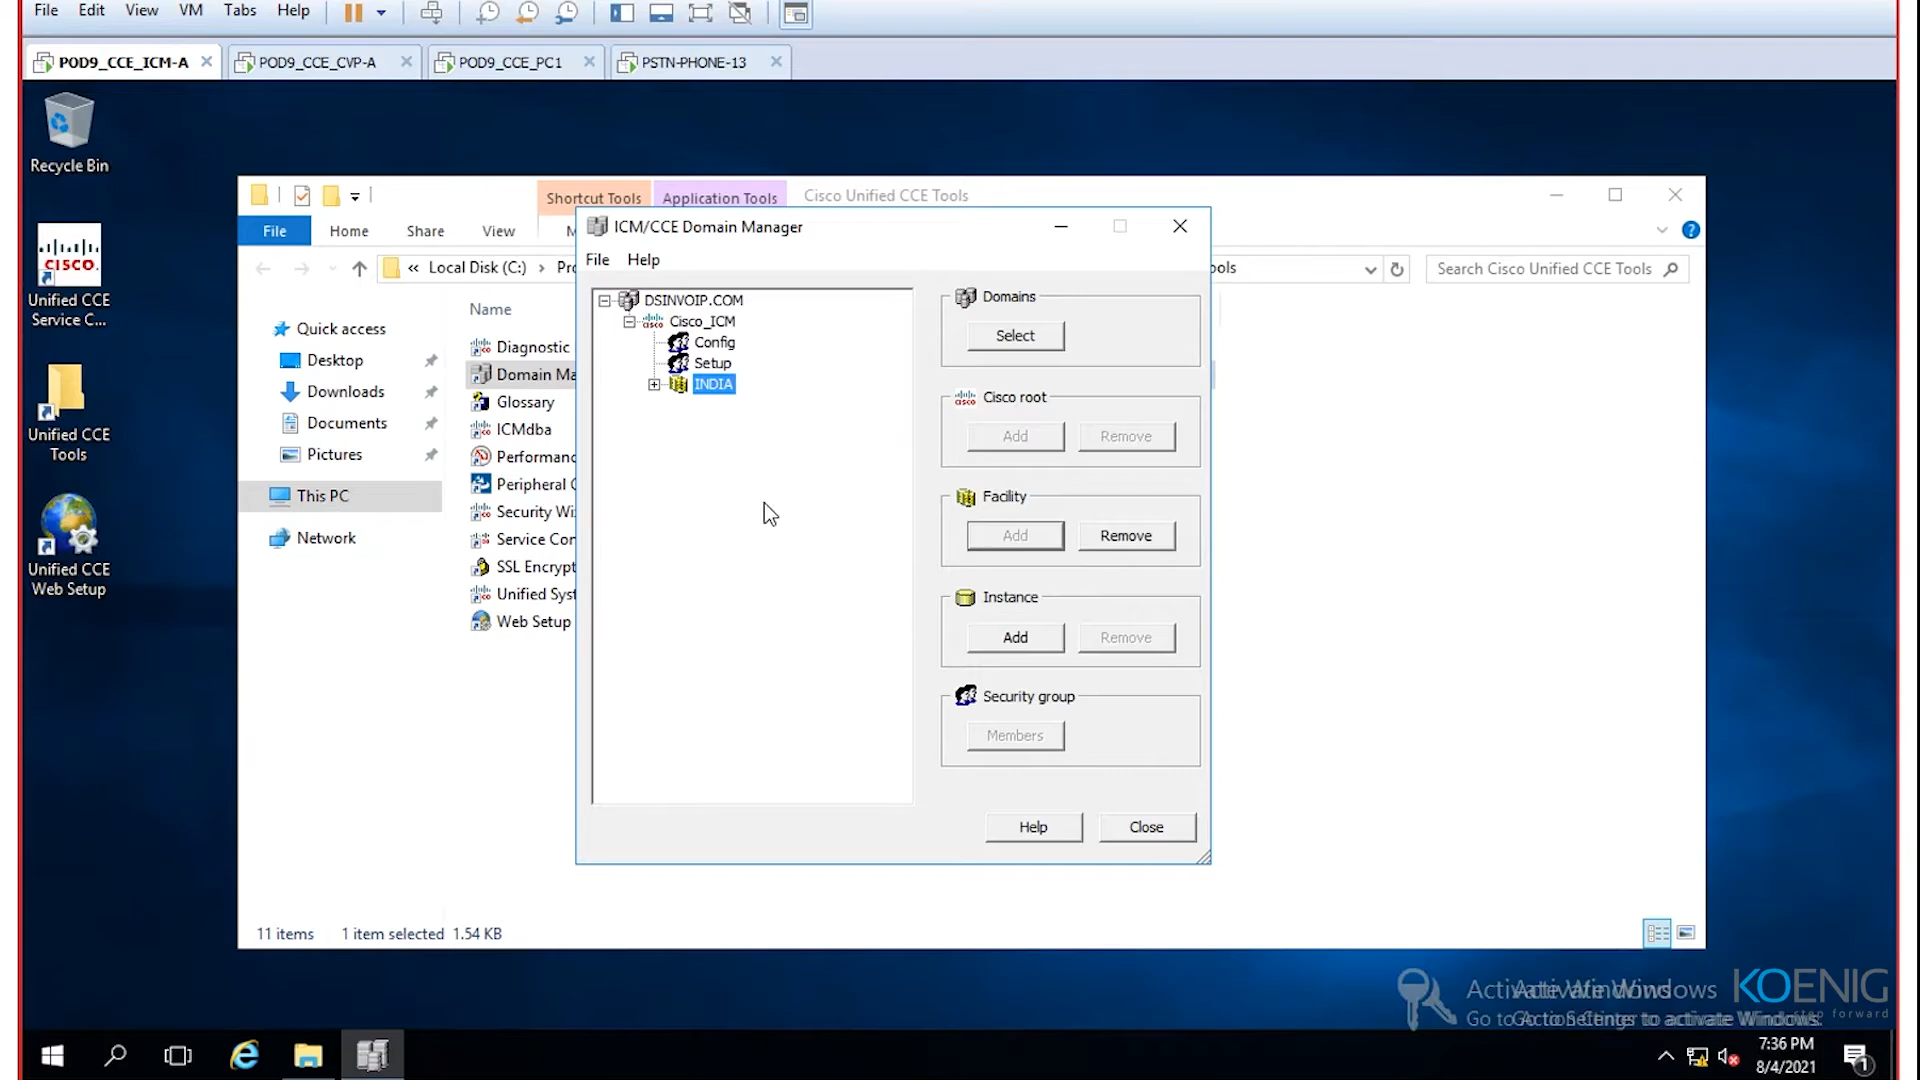 File Edit View VM Tabs Help
POD9_CCE_ICM-A POD9_CCE_CVP-A POD9_CCE_PC1 PSTN-PHONE-13
Recycle Bin
Unified CCE
Service C...
Unified CCE
Tools
Unified CCE
Web Setup
Shortcut Tools Application Tools Cisco Unified CCE Tools
File Home Share View M
« Local Disk (C:) › Pro ools Search Cisco Unified CCE Tools
Quick access
Desktop
Downloads
Documents
Pictures
This PC
Network
Name
Diagnostic
Domain Ma
Glossary
ICMdba
Performanc
Peripheral C
Security Wi
Service Con
SSL Encrypt
Unified Syst
Web Setup
11 items 1 item selected 1.54 KB
ICM/CCE Domain Manager
File Help
DSINVOIP.COM
Cisco_ICM
Config
Setup
INDIA
Domains
Select
Cisco root
Add Remove
Facility
Add Remove
Instance
Add Remove
Security group
Members
Help Close
Activate Windows
KOENIG
step forward
7:36 PM
8/4/2021
1